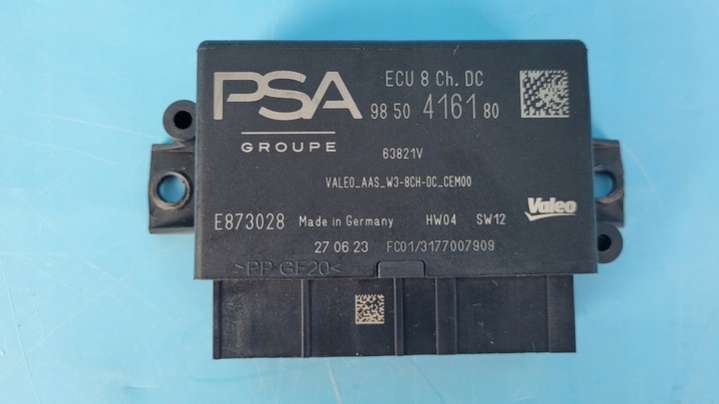 PSA
GROUPE
ECU 8 Ch. DC
98 50 4161 80
63821V
VALEO_AAS_W3-8CH-DC_CEM00
Valeo
E873028 Made in Germany HW04 SW12
27 06 23 FC01/3177007909
>PP GF20<